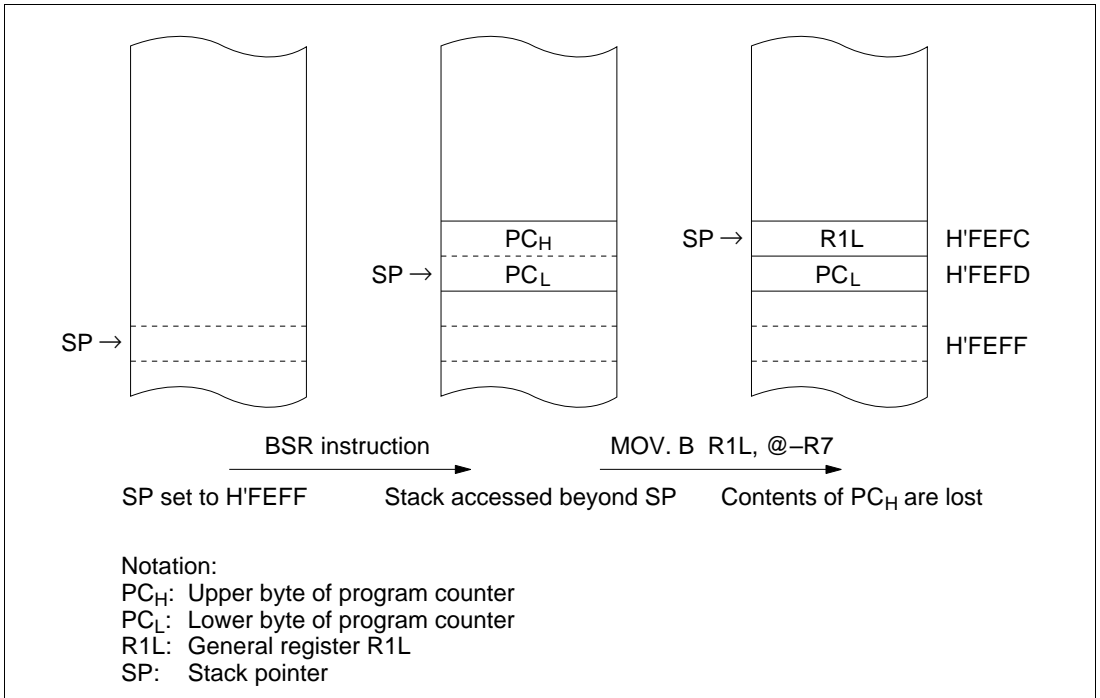 PCH
SP → R1L H'FEFC
SP → PCL PCL H'FEFD
SP → H'FEFF
BSR instruction MOV. B R1L, @–R7
SP set to H'FEFF Stack accessed beyond SP Contents of PCH are lost
Notation:
PCH: Upper byte of program counter
PCL: Lower byte of program counter
R1L: General register R1L
SP: Stack pointer